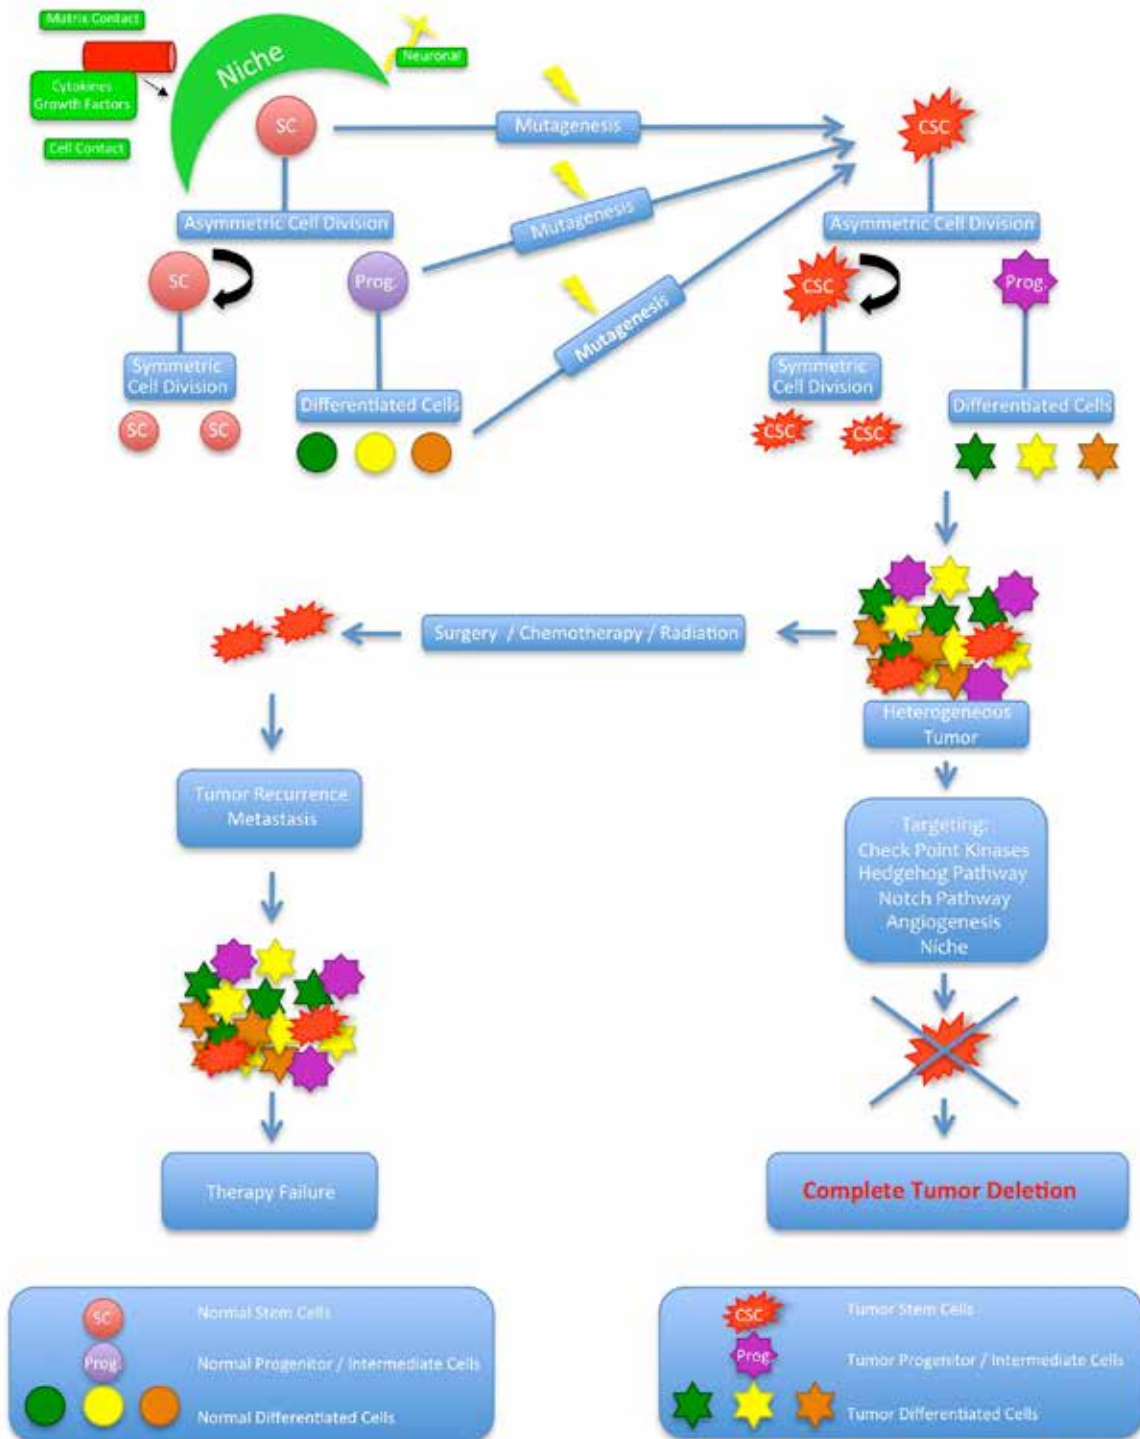 Matrix Contact
Niche
Neuronal
Cytokines
Growth Factors
Cell Contact
SC
Mutagenesis
CSC
Mutagenesis
Asymmetric Cell Division
Asymmetric Cell Division
SC
Prog.
Mutagenesis
CSC
Prog.
Symmetric
Cell Division
Symmetric
Cell Division
Differentiated Cells
Differentiated Cells
SC
SC
CSC
CSC
Surgery / Chemotherapy / Radiation
Heterogeneous
Tumor
Tumor Recurrence
Metastasis
Targeting:
Check Point Kinases
Hedgehog Pathway
Notch Pathway
Angiogenesis
Niche
Therapy Failure
Complete Tumor Deletion
SC
Normal Stem Cells
Prog.
Normal Progenitor / Intermediate Cells
Normal Differentiated Cells
CSC
Tumor Stem Cells
Prog
Tumor Progenitor / Intermediate Cells
Tumor Differentiated Cells